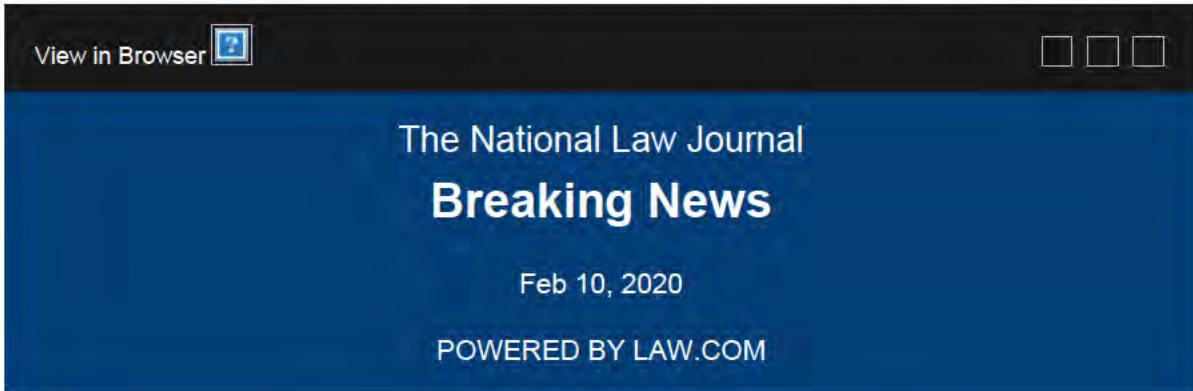 View in Browser
The National Law Journal
Breaking News
Feb 10, 2020
POWERED BY LAW.COM